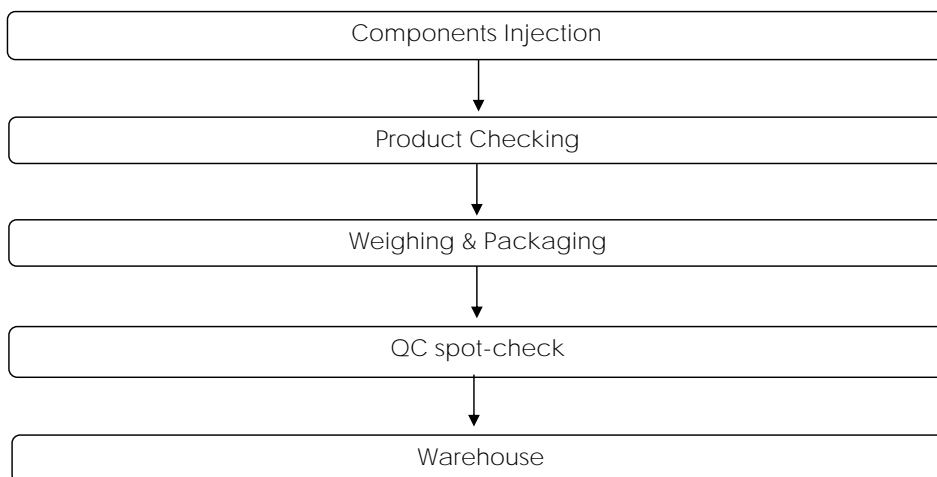 Components Injection
Product Checking
Weighing & Packaging
QC spot-check
Warehouse